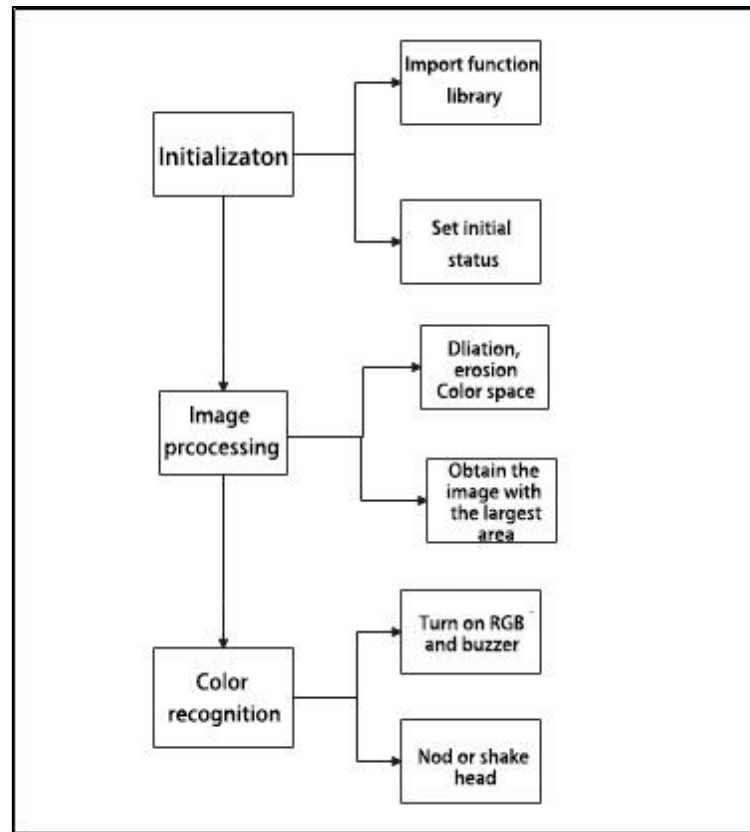 Import function
library
Initializaton
Set initial
status
Dliation,
erosion
Color space
Image
prcocessing
Obtain the
image with
the largest
area
Turn on RGB
and buzzer
Color
recognition
Nod or shake
head